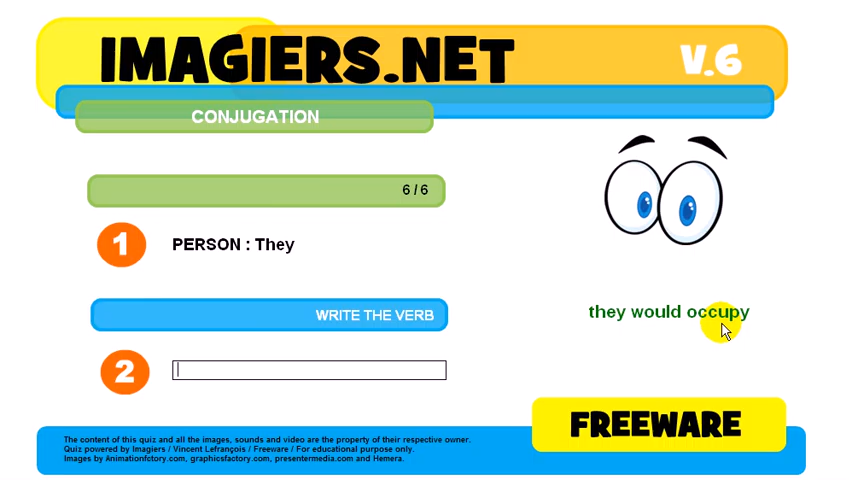 IMAGIERS.NET
V.6
CONJUGATION
6 / 6
1
PERSON : They
WRITE THE VERB
they would occupy
2
FREEWARE
The content of this quiz and all the images, sounds and video are the property of their respective owner.
Quiz powered by Imagiers / Vincent Lefrançois / Freeware / For educational purpose only.
Images by Animationfctory.com, graphicsfactory.com, presentermedia.com and Hemera.